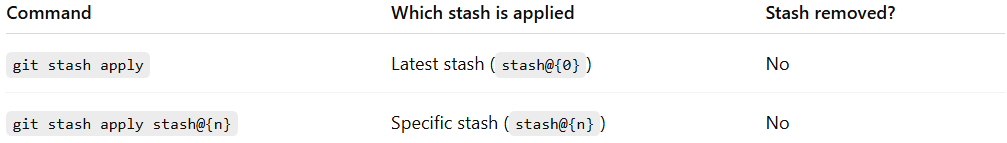 Command Which stash is applied Stash removed?
git stash apply Latest stash ( stash@{0} ) No
git stash apply stash@{n} Specific stash ( stash@{n} ) No